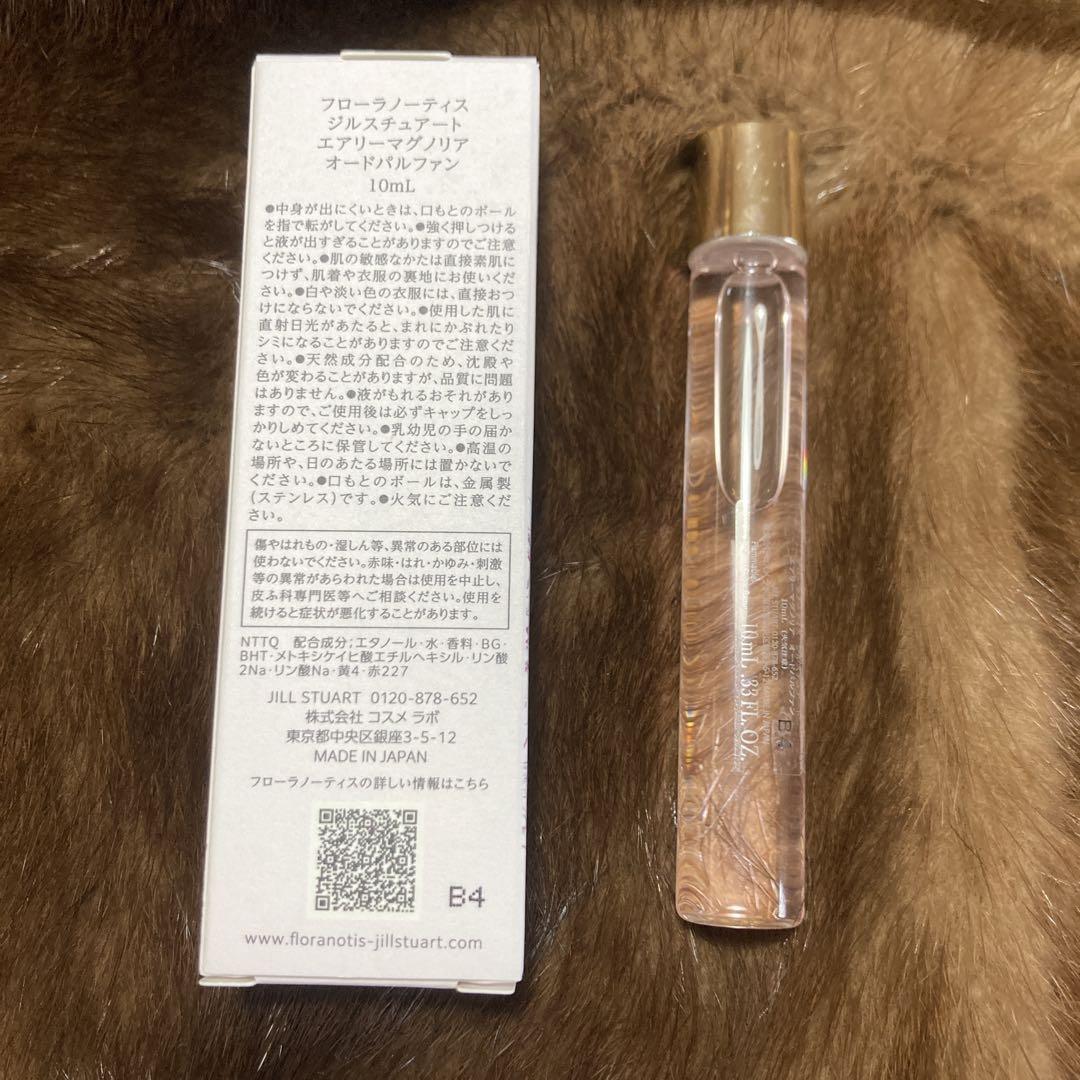 フローラノーティス
ジルスチュアート
エアリーマグノリア
オードパルファン
10mL
●中身が出にくいときは、口もとのボール
を指で転がしてください。●強く押しつける
と液が出すぎることがありますのでご注意
ください。●肌の敏感なかたは直接素肌に
つけず、肌着や衣服の裏地にお使いくだ
さい。●白や淡い色の衣服には、直接おつ
けにならないでください。●使用した肌に
直射日光があたると、まれにかぶれたり
シミになることがありますのでご注意くだ
さい。●天然成分配合のため、沈殿や
色が変わることがありますが、品質に問題
はありません。●液がもれるおそれがあり
ますので、ご使用後は必ずキャップをしっ
かりしめてください。●乳幼児の手の届か
ないところに保管してください。●高温の
場所や、日のあたる場所には置かないで
ください。●口もとのボールは、金属製
(ステンレス)です。●火気にご注意くだ
さい。
傷やはれもの・湿しん等、異常のある部位には
使わないでください。赤味・はれ・かゆみ・刺激
等の異常があらわれた場合は使用を中止し、
皮ふ科専門医等へご相談ください。使用を
続けると症状が悪化することがあります。
NTTQ 配合成分;エタノール・水・香料・BG・
BHT・メトキシケイヒ酸エチルヘキシル・リン酸
2Na・リン酸Na・黄4・赤227
JILL STUART 0120-878-652
株式会社 コスメ ラボ
東京都中央区銀座3-5-12
MADE IN JAPAN
フローラノーティスの詳しい情報はこちら
B4
www.floranotis-jillstuart.com
10mL .33 FL. OZ.
B4